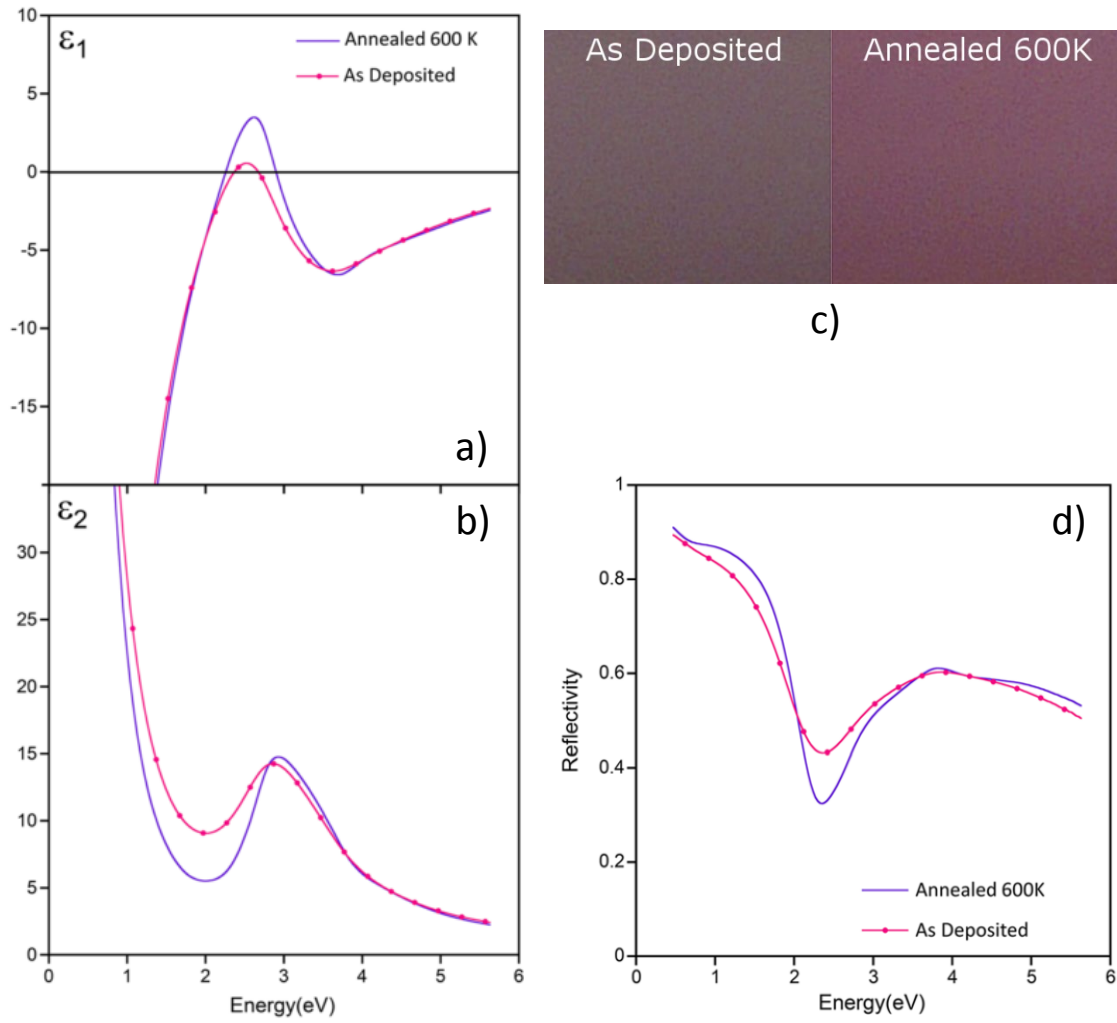 ε1
10
5
0
-5
-10
-15
Annealed 600 K
As Deposited
a)
ε2
b)
30
25
20
15
10
5
0
0 1 2 3 4 5 6
Energy(eV)
As Deposited
Annealed 600K
c)
d)
Reflectivity
1
0.8
0.6
0.4
0.2
0
Annealed 600K
As Deposited
0 1 2 3 4 5 6
Energy(eV)